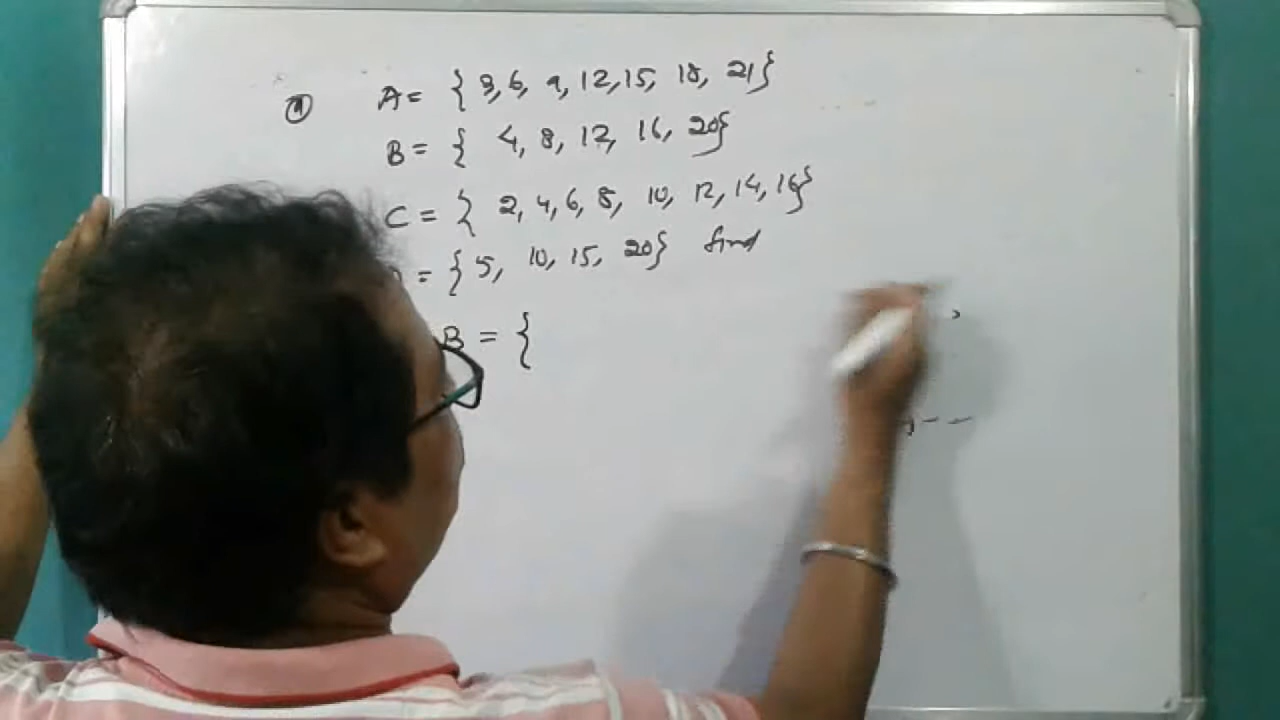 ⑨ A = { 3, 6, 9, 12, 15, 18, 21}
B = { 4, 8, 12, 16, 20}
C = { 2, 4, 6, 8, 10, 12, 14, 16}
= { 5, 10, 15, 20} find
B = {